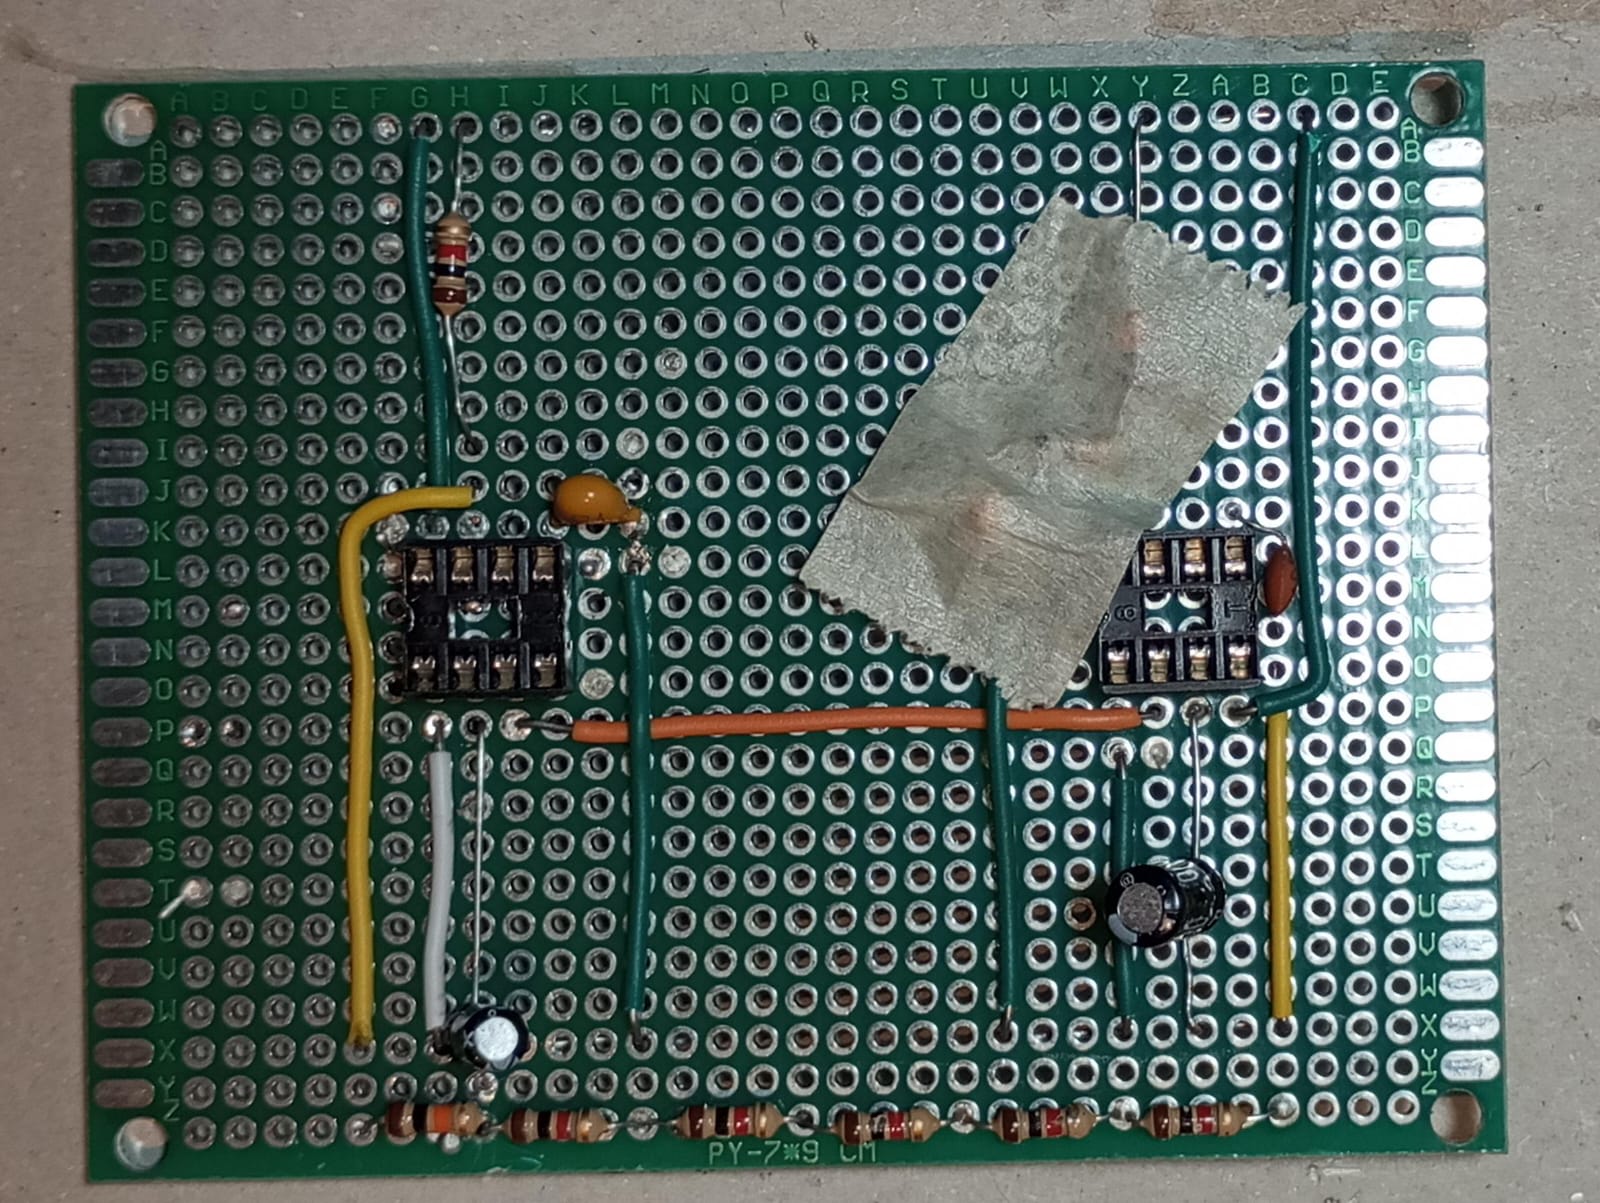 A B C D E F G H I J K L M N O P Q R S T U V W X Y Z A B C D E
A A
B B
C C
D D
E E
F F
G G
H H
I I
J J
K K
L L
M M
N N
O O
P P
Q Q
R R
S S
T T
U U
V V
W W
X X
Y Y
Z Z
PY-7*9 CM